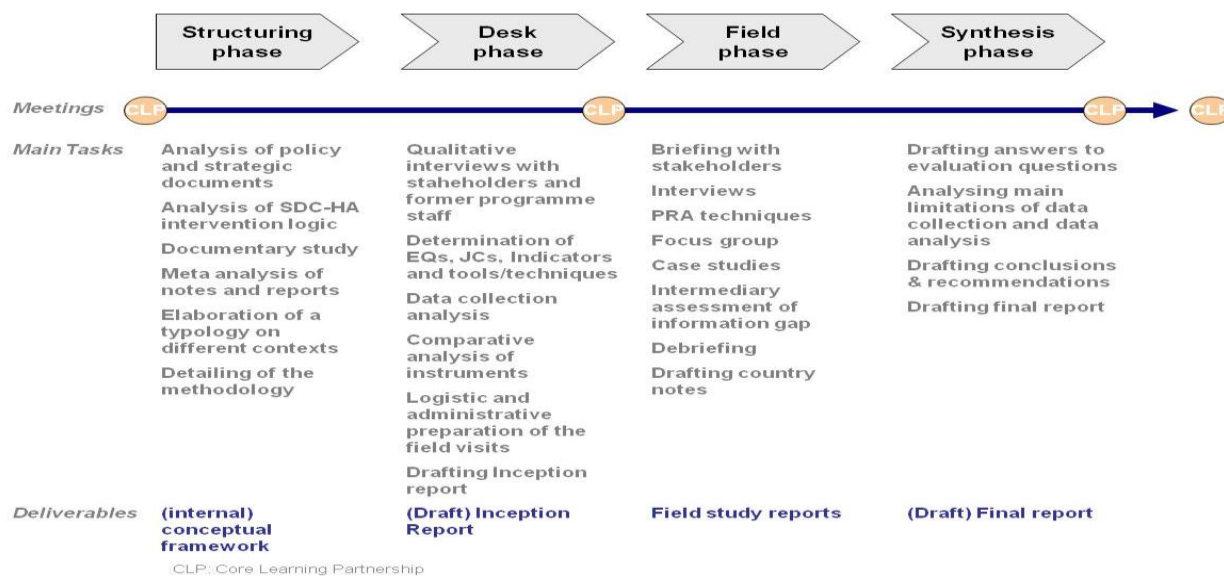 Structuring phase
Desk phase
Field phase
Synthesis phase
Meetings
CLP
CLP
CLP
CLP
Main Tasks
Analysis of policy
and strategic
documents
Analysis of SDC-HA
intervention logic
Documentary study
Meta analysis of
notes and reports
Elaboration of a
typology on
different contexts
Detailing of the
methodology
Qualitative
interviews with
staheholders and
former programme
staff
Determination of
EQs, JCs, Indicators
and tools/techniques
Data collection
analysis
Comparative
analysis of
instruments
Logistic and
administrative
preparation of the
field visits
Drafting Inception
report
Briefing with
stakeholders
Interviews
PRA techniques
Focus group
Case studies
Intermediary
assessment of
information gap
Debriefing
Drafting country
notes
Drafting answers to
evaluation questions
Analysing main
limitations of data
collection and data
analysis
Drafting conclusions
& recommendations
Drafting final report
Deliverables
(internal)
conceptual
framework
(Draft) Inception
Report
Field study reports
(Draft) Final report
CLP: Core Learning Partnership